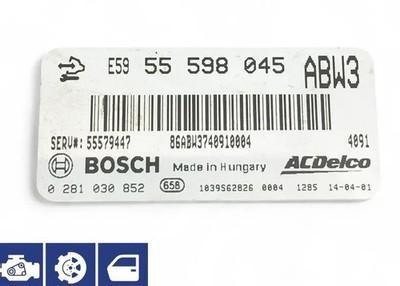 E59 55 598 045 ABW3
SERV#: 55579447 86ABW3740910004 4091
BOSCH Made in Hungary ACDelco
0 281 030 852 658 1039S62826 0004 1285 14-04-01